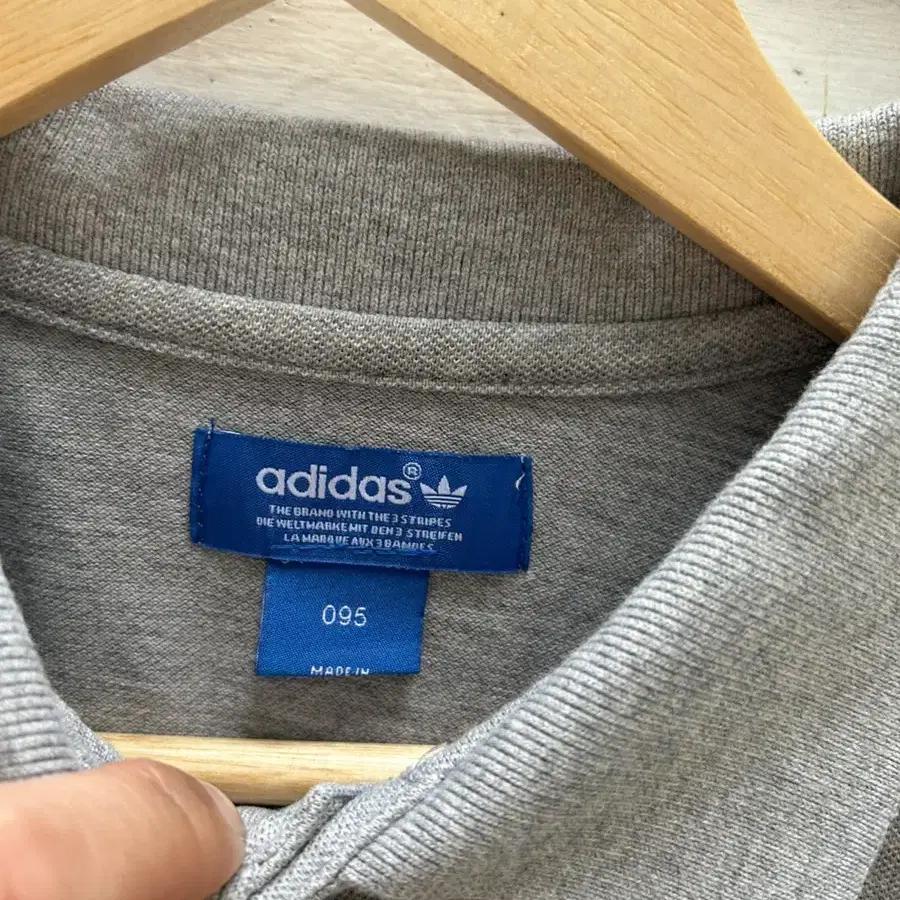 adidas®
THE BRAND WITH THE 3 STRIPES
DIE WELTMARKE MIT DEN 3 STREIFEN
LA MARQUE AUX 3 BANDES
095
MADE IN